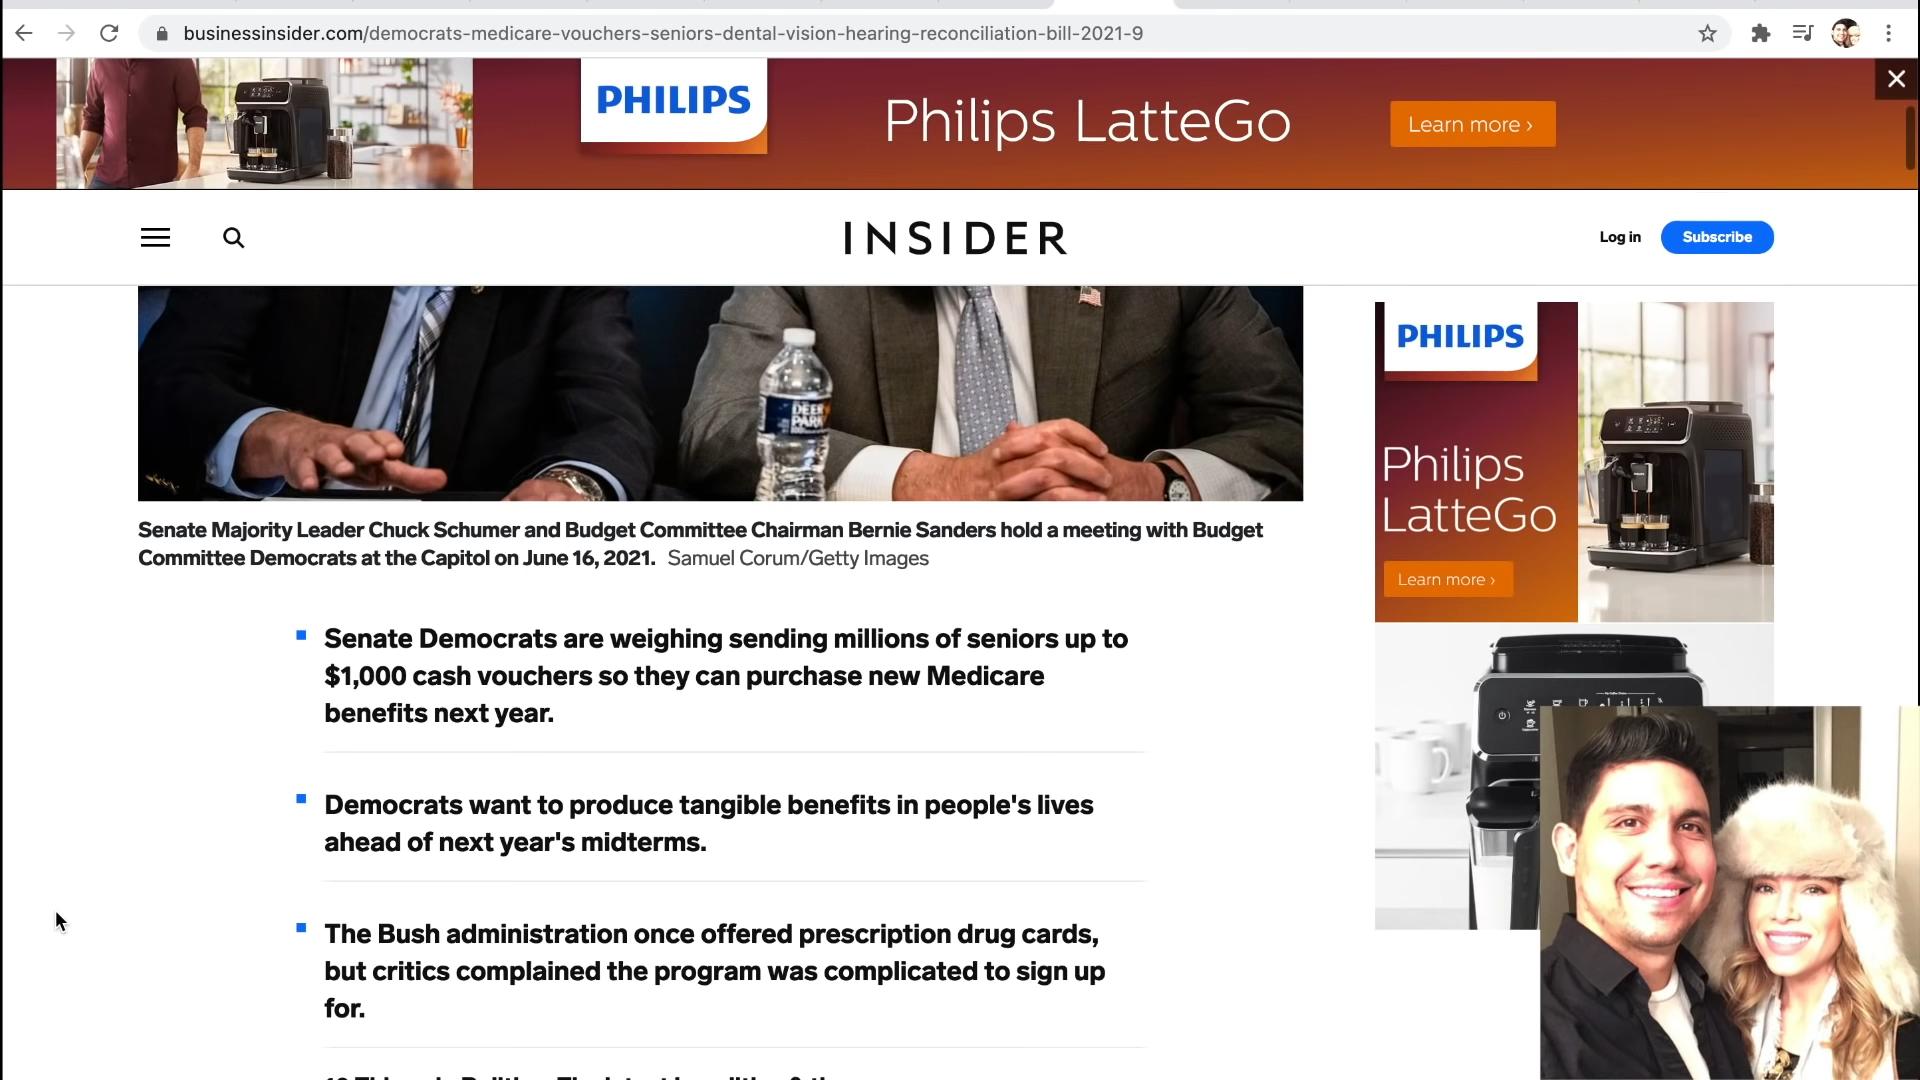 businessinsider.com/democrats-medicare-vouchers-seniors-dental-vision-hearing-reconciliation-bill-2021-9
PHILIPS
Philips LatteGo
Learn more ›
INSIDER
Log in
Subscribe
DEER
PARK
PHILIPS
Philips
LatteGo
Learn more ›
Senate Majority Leader Chuck Schumer and Budget Committee Chairman Bernie Sanders hold a meeting with Budget
Committee Democrats at the Capitol on June 16, 2021. Samuel Corum/Getty Images
Senate Democrats are weighing sending millions of seniors up to
$1,000 cash vouchers so they can purchase new Medicare
benefits next year.
Democrats want to produce tangible benefits in people's lives
ahead of next year's midterms.
The Bush administration once offered prescription drug cards,
but critics complained the program was complicated to sign up
for.